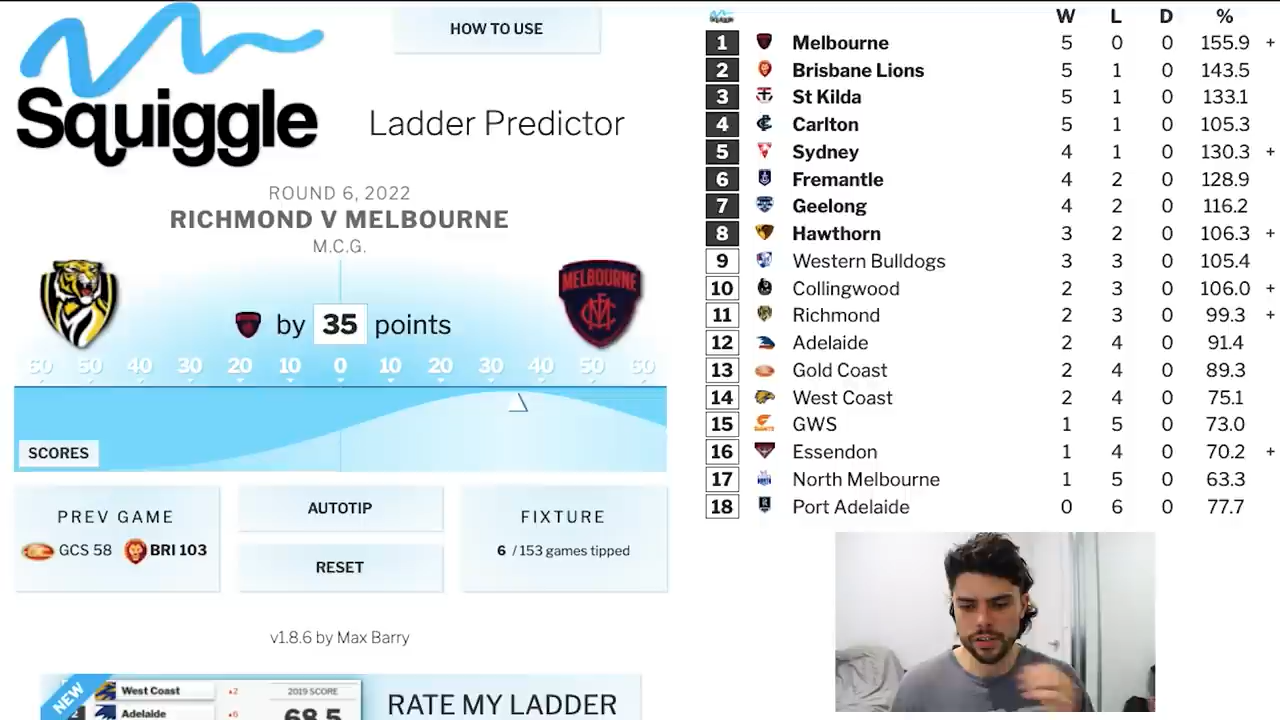 HOW TO USE
Squiggle
Ladder Predictor
ROUND 6, 2022
RICHMOND V MELBOURNE
M.C.G.
MELBOURNE
by 35 points
60 50 40 30 20 10 0 10 20 30 40 50 60
SCORES
PREV GAME
GCS 58 BRI 103
AUTOTIP
RESET
FIXTURE
6 / 153 games tipped
v1.8.6 by Max Barry
NEW
West Coast +2
Adelaide +6
2019 SCORE
68.5
RATE MY LADDER
W L D %
1 Melbourne 5 0 0 155.9 +
2 Brisbane Lions 5 1 0 143.5
3 St Kilda 5 1 0 133.1
4 Carlton 5 1 0 105.3
5 Sydney 4 1 0 130.3 +
6 Fremantle 4 2 0 128.9
7 Geelong 4 2 0 116.2
8 Hawthorn 3 2 0 106.3 +
9 Western Bulldogs 3 3 0 105.4
10 Collingwood 2 3 0 106.0 +
11 Richmond 2 3 0 99.3 +
12 Adelaide 2 4 0 91.4
13 Gold Coast 2 4 0 89.3
14 West Coast 2 4 0 75.1
15 GWS 1 5 0 73.0
16 Essendon 1 4 0 70.2 +
17 North Melbourne 1 5 0 63.3
18 Port Adelaide 0 6 0 77.7